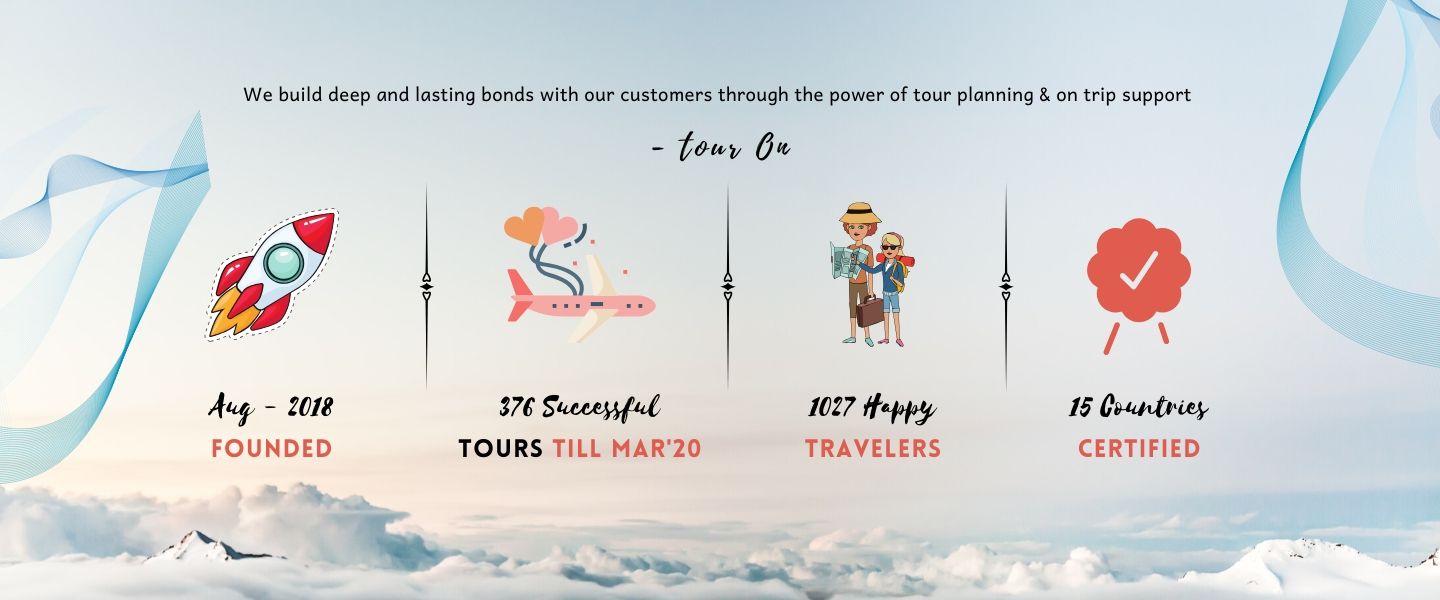 We build deep and lasting bonds with our customers through the power of tour planning & on trip support
- tour On
Aug - 2018
FOUNDED
376 Successful
TOURS TILL MAR'20
1027 Happy
TRAVELERS
15 Countries
CERTIFIED